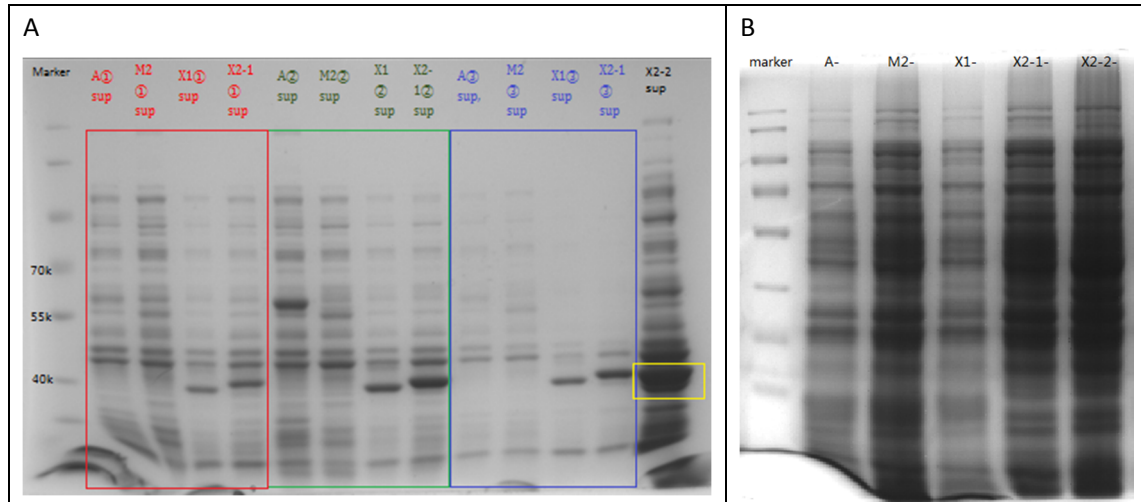 A
Marker
A①
sup
M2
①
sup
X1①
sup
X2-1
①
sup
A②
sup
M2②
sup
X1
②
sup
X2-
1②
sup
A③
sup,
M2
③
sup
X1③
sup
X2-1
③
sup
X2-2
sup
70k
55k
40k
B
marker
A-
M2-
X1-
X2-1-
X2-2-